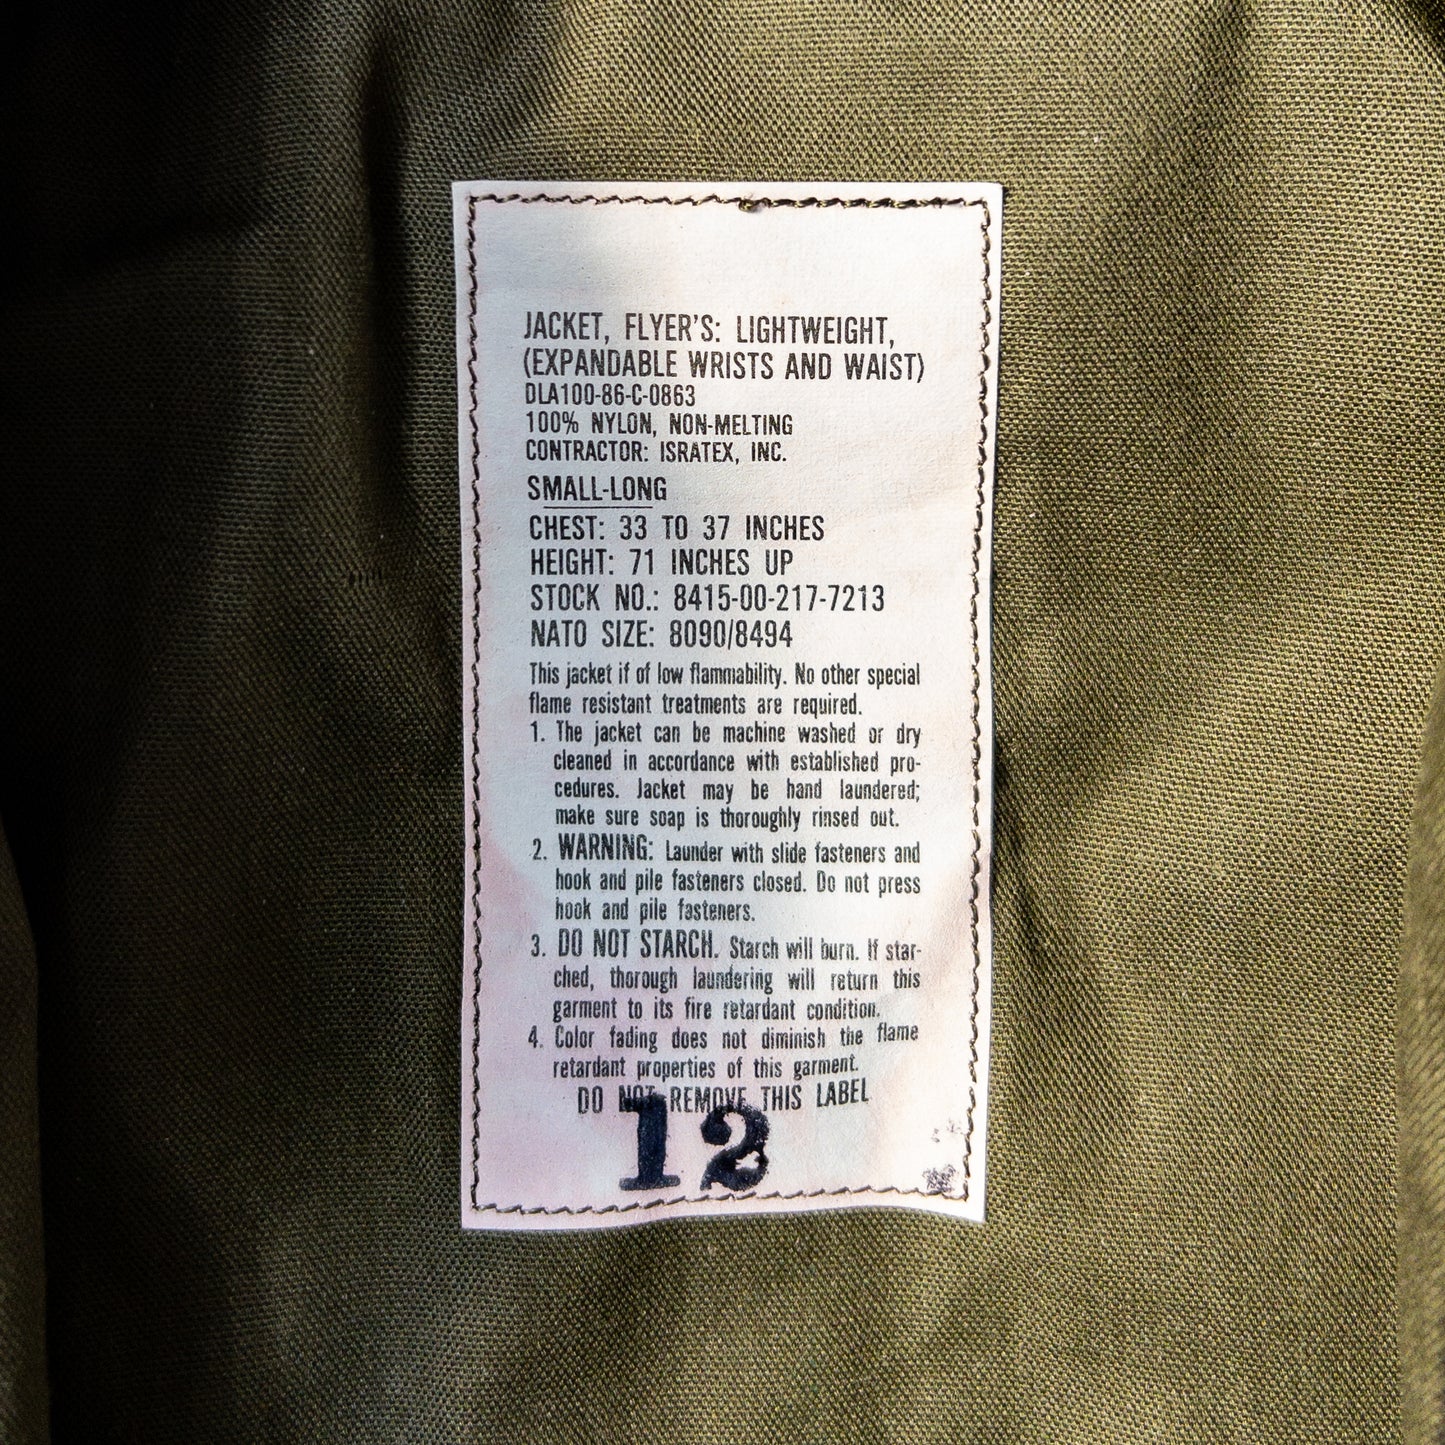 JACKET, FLYER'S: LIGHTWEIGHT,
(EXPANDABLE WRISTS AND WAIST)
DLA100-86-C-0863
100% NYLON, NON-MELTING
CONTRACTOR: ISRATEX, INC.
SMALL-LONG
CHEST: 33 TO 37 INCHES
HEIGHT: 71 INCHES UP
STOCK NO.: 8415-00-217-7213
NATO SIZE: 8090/8494
This jacket if of low flammability. No other special
flame resistant treatments are required.
1. The jacket can be machine washed or dry
cleaned in accordance with established pro-
cedures. Jacket may be hand laundered;
make sure soap is thoroughly rinsed out.
2. WARNING: Launder with slide fasteners and
hook and pile fasteners closed. Do not press
hook and pile fasteners.
3. DO NOT STARCH. Starch will burn. If star-
ched, thorough laundering will return this
garment to its fire retardant condition.
4. Color fading does not diminish the flame
retardant properties of this garment.
DO NOT REMOVE THIS LABEL
12